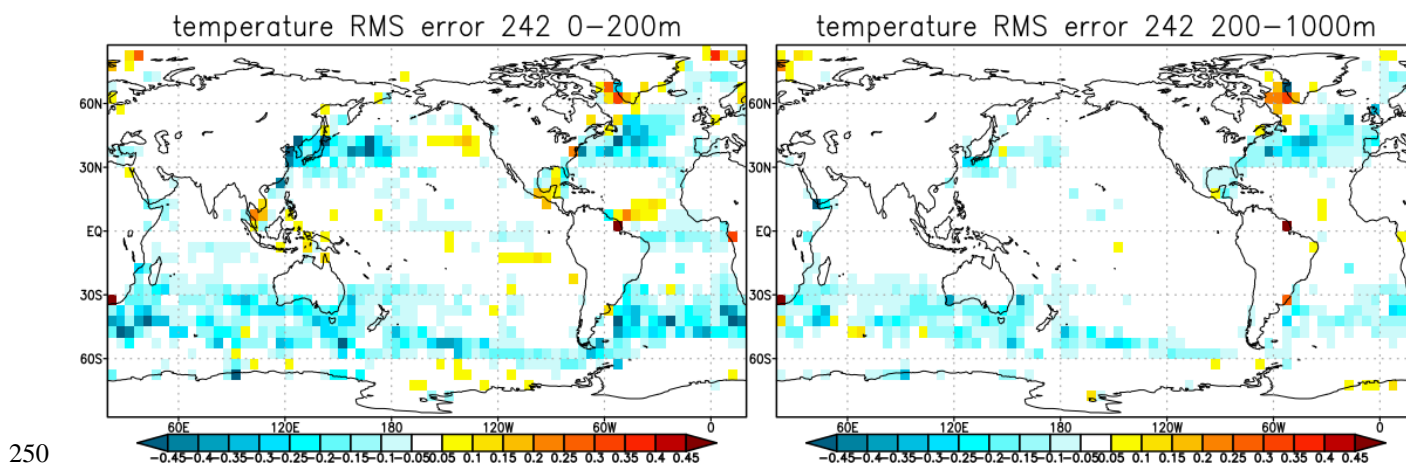 temperature RMS error 242 0-200m
temperature RMS error 242 200-1000m
60N
30N
EQ
30S
60S
60E 120E 180 120W 60W 0
60N
30N
EQ
30S
60S
60E 120E 180 120W 60W 0
250
-0.45-0.4-0.35-0.3-0.25-0.2-0.15-0.1-0.050.05 0.1 0.15 0.2 0.25 0.3 0.35 0.4 0.45
-0.45-0.4-0.35-0.3-0.25-0.2-0.15-0.1-0.050.05 0.1 0.15 0.2 0.25 0.3 0.35 0.4 0.45